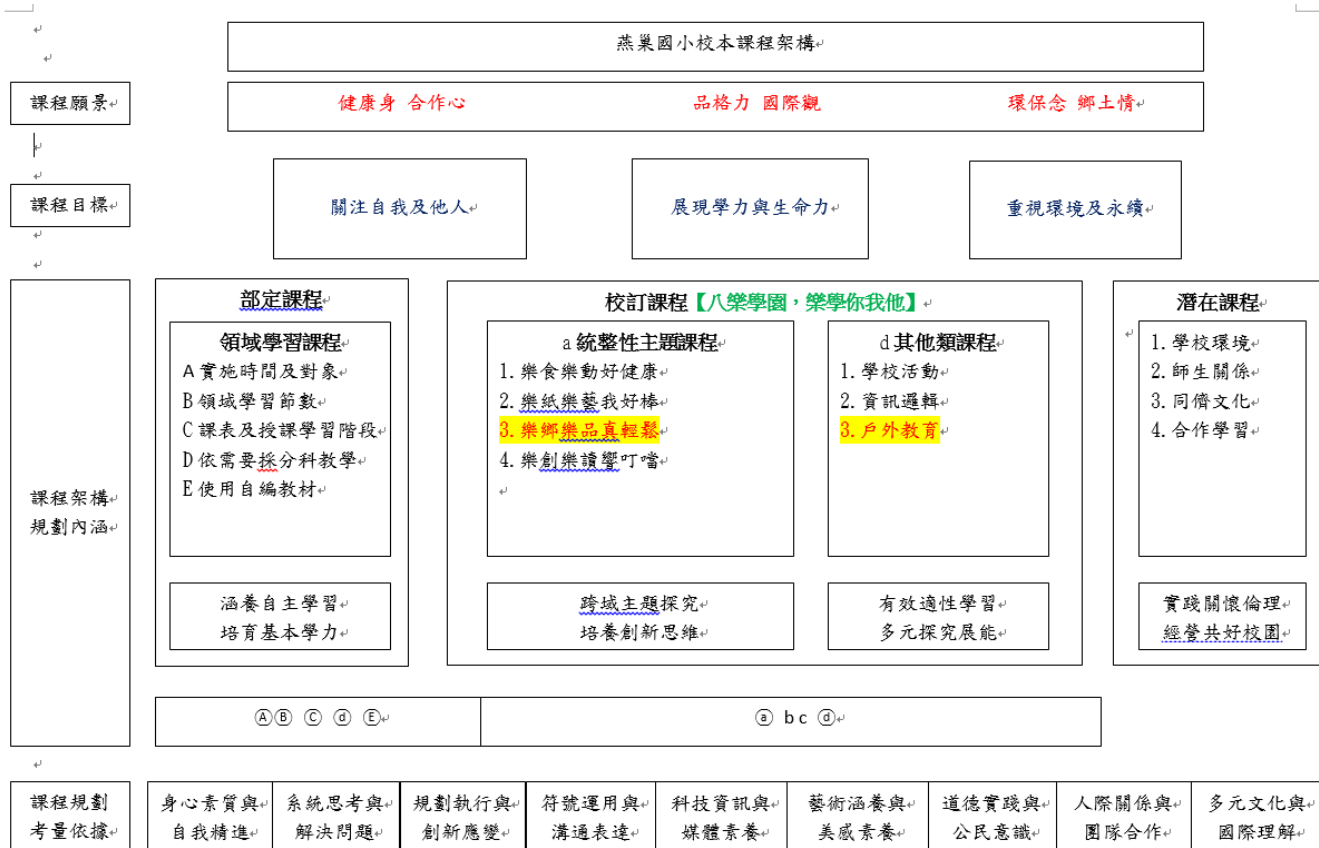 燕巢國小校本課程架構
課程願景
健康身 合作心 品格力 國際觀 環保念 鄉土情
課程目標
關注自我及他人
展現學力與生命力
重視環境及永續
課程架構
規劃內涵
部定課程
領域學習課程
A實施時間及對象
B領域學習節數
C課表及授課學習階段
D依需要採分科教學
E使用自編教材
涵養自主學習
培育基本學力
校訂課程【八樂學園，樂學你我他】
a統整性主題課程
1.樂食樂動好健康
2.樂紙樂藝我好棒
3.樂鄉樂品真輕鬆
4.樂創樂讀響叮噹
跨域主題探究
培養創新思維
d其他類課程
1.學校活動
2.資訊邏輯
3.戶外教育
有效適性學習
多元探究展能
潛在課程
1.學校環境
2.師生關係
3.同儕文化
4.合作學習
實踐關懷倫理
經營共好校園
ⒶⒷ Ⓒ ⓓ Ⓔ
ⓐ b c ⓓ
課程規劃
考量依據
身心素質與
自我精進
系統思考與
解決問題
規劃執行與
創新應變
符號運用與
溝通表達
科技資訊與
媒體素養
藝術涵養與
美感素養
道德實踐與
公民意識
人際關係與
團隊合作
多元文化與
國際理解